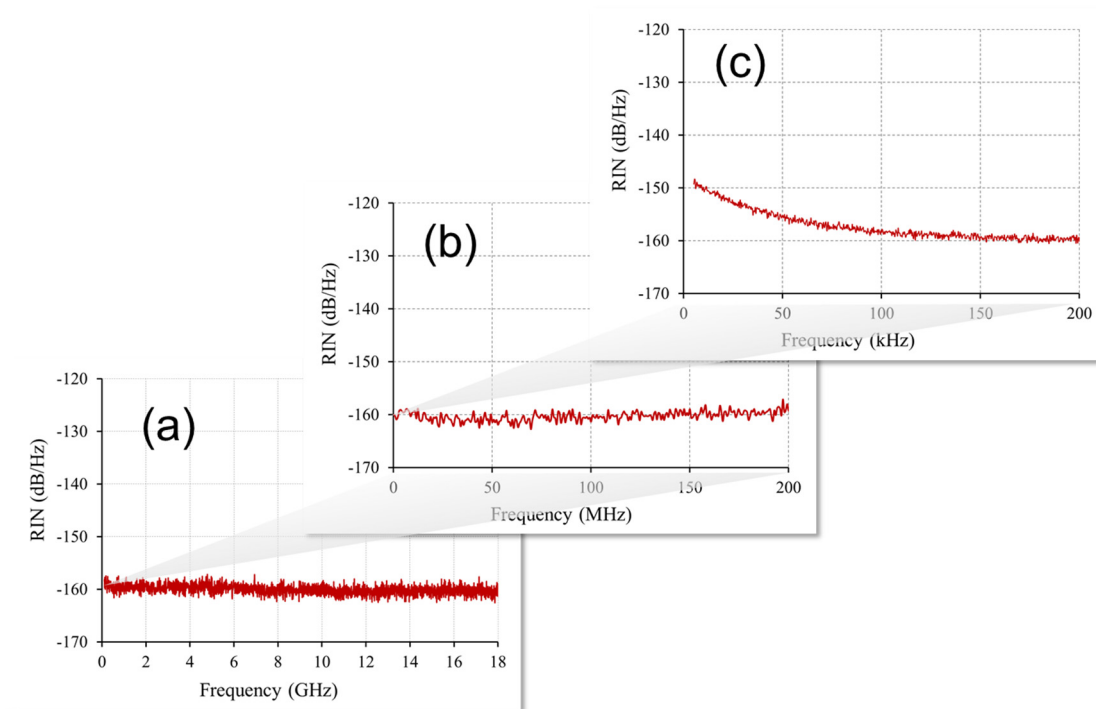 (c)
RIN (dB/Hz)
-120
-130
-140
-150
-160
-170
0 50 100 150 200
Frequency (kHz)
(b)
RIN (dB/Hz)
-120
-130
-140
-150
-160
-170
0 50 100 150 200
Frequency (MHz)
(a)
RIN (dB/Hz)
-120
-130
-140
-150
-160
-170
0 2 4 6 8 10 12 14 16 18
Frequency (GHz)